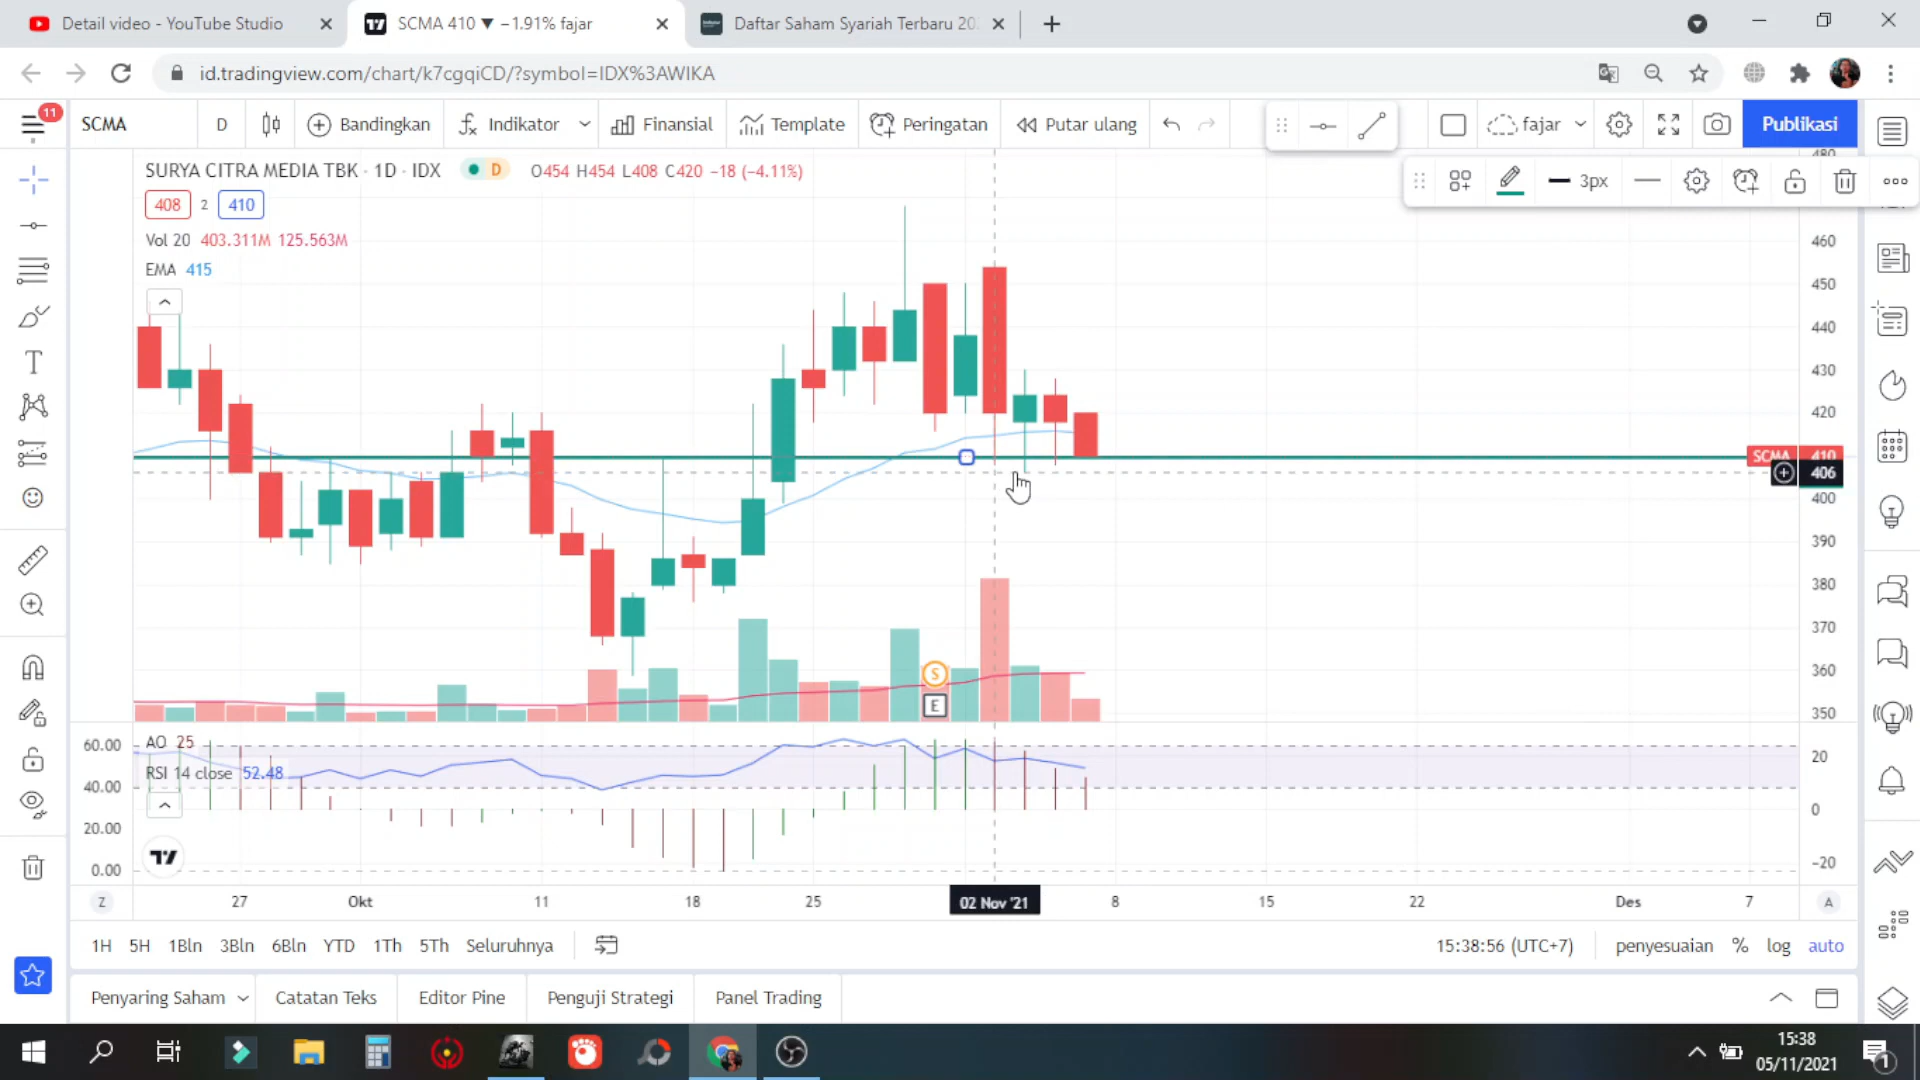 Detail video - YouTube Studio
SCMA 410 ▼ −1.91% fajar
Daftar Saham Syariah Terbaru 20
id.tradingview.com/chart/k7cgqiCD/?symbol=IDX%3AWIKA
11
SCMA
D
Bandingkan
Indikator
Finansial
Template
Peringatan
Putar ulang
fajar
Publikasi
SURYA CITRA MEDIA TBK · 1D · IDX
D
O454 H454 L408 C420 −18 (−4.11%)
3px
408 2 410
Vol 20 403.311M 125.563M
EMA 415
480
460
450
440
430
420
SCMA 410
406
400
390
380
370
360
350
S
E
AO 25
RSI 14 close 52.48
60.00
40.00
20.00
0.00
20
0
−20
Z
27
Okt
11
18
25
02 Nov '21
8
15
22
Des
7
A
1H 5H 1Bln 3Bln 6Bln YTD 1Th 5Th Seluruhnya
15:38:56 (UTC+7)
penyesuaian % log auto
Penyaring Saham
Catatan Teks
Editor Pine
Penguji Strategi
Panel Trading
15:38
05/11/2021
1